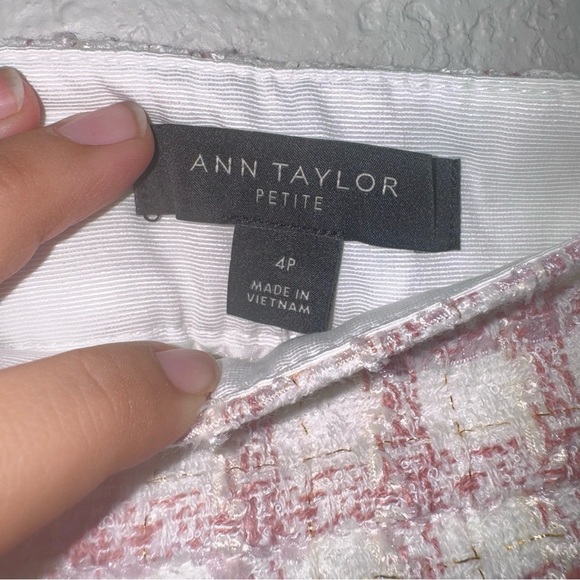 ANN TAYLOR
PETITE
4P
MADE IN
VIETNAM